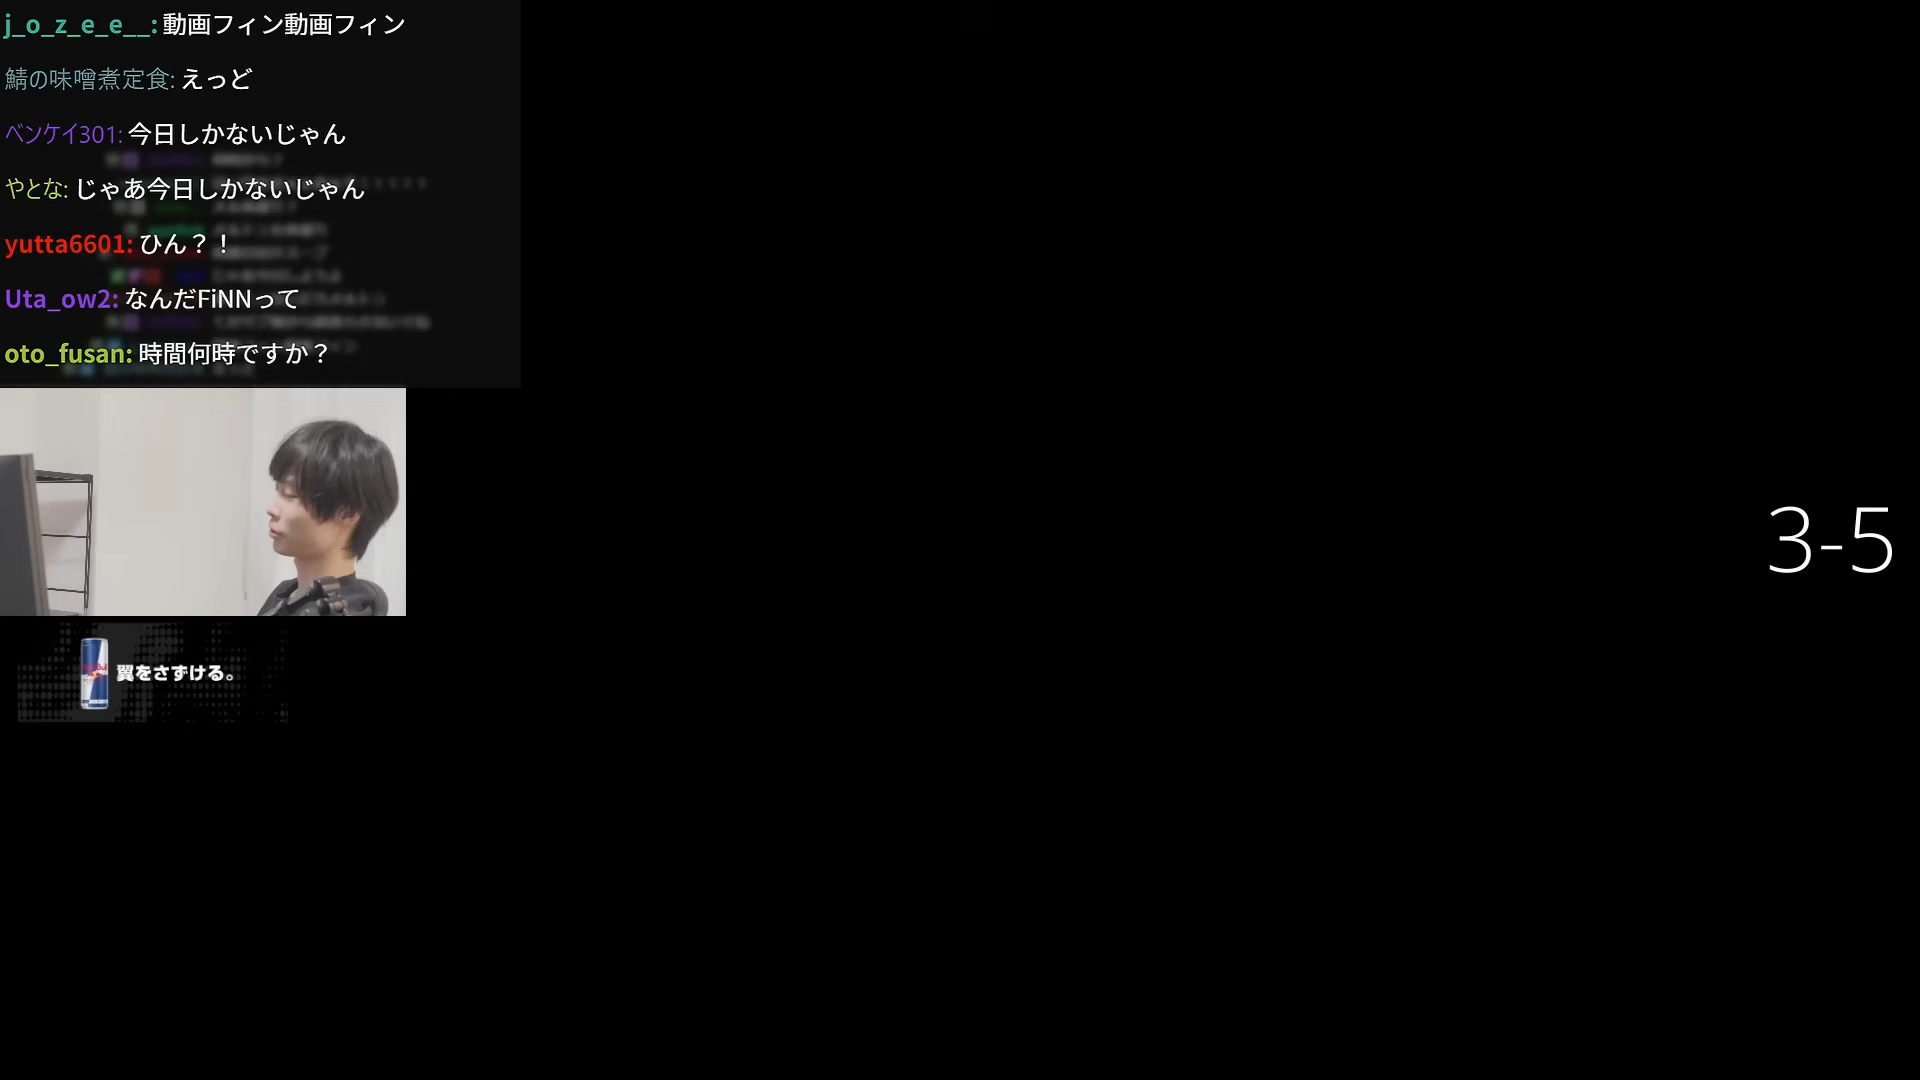 j_o_z_e_e__: 動画フィン動画フィン
鯖の味噌煮定食: えっど
ベンケイ301: 今日しかないじゃん
やとな: じゃあ今日しかないじゃん
yutta6601: ひん？！
Uta_ow2: なんだFiNNって
oto_fusan: 時間何時ですか？
3-5
翼をさずける。